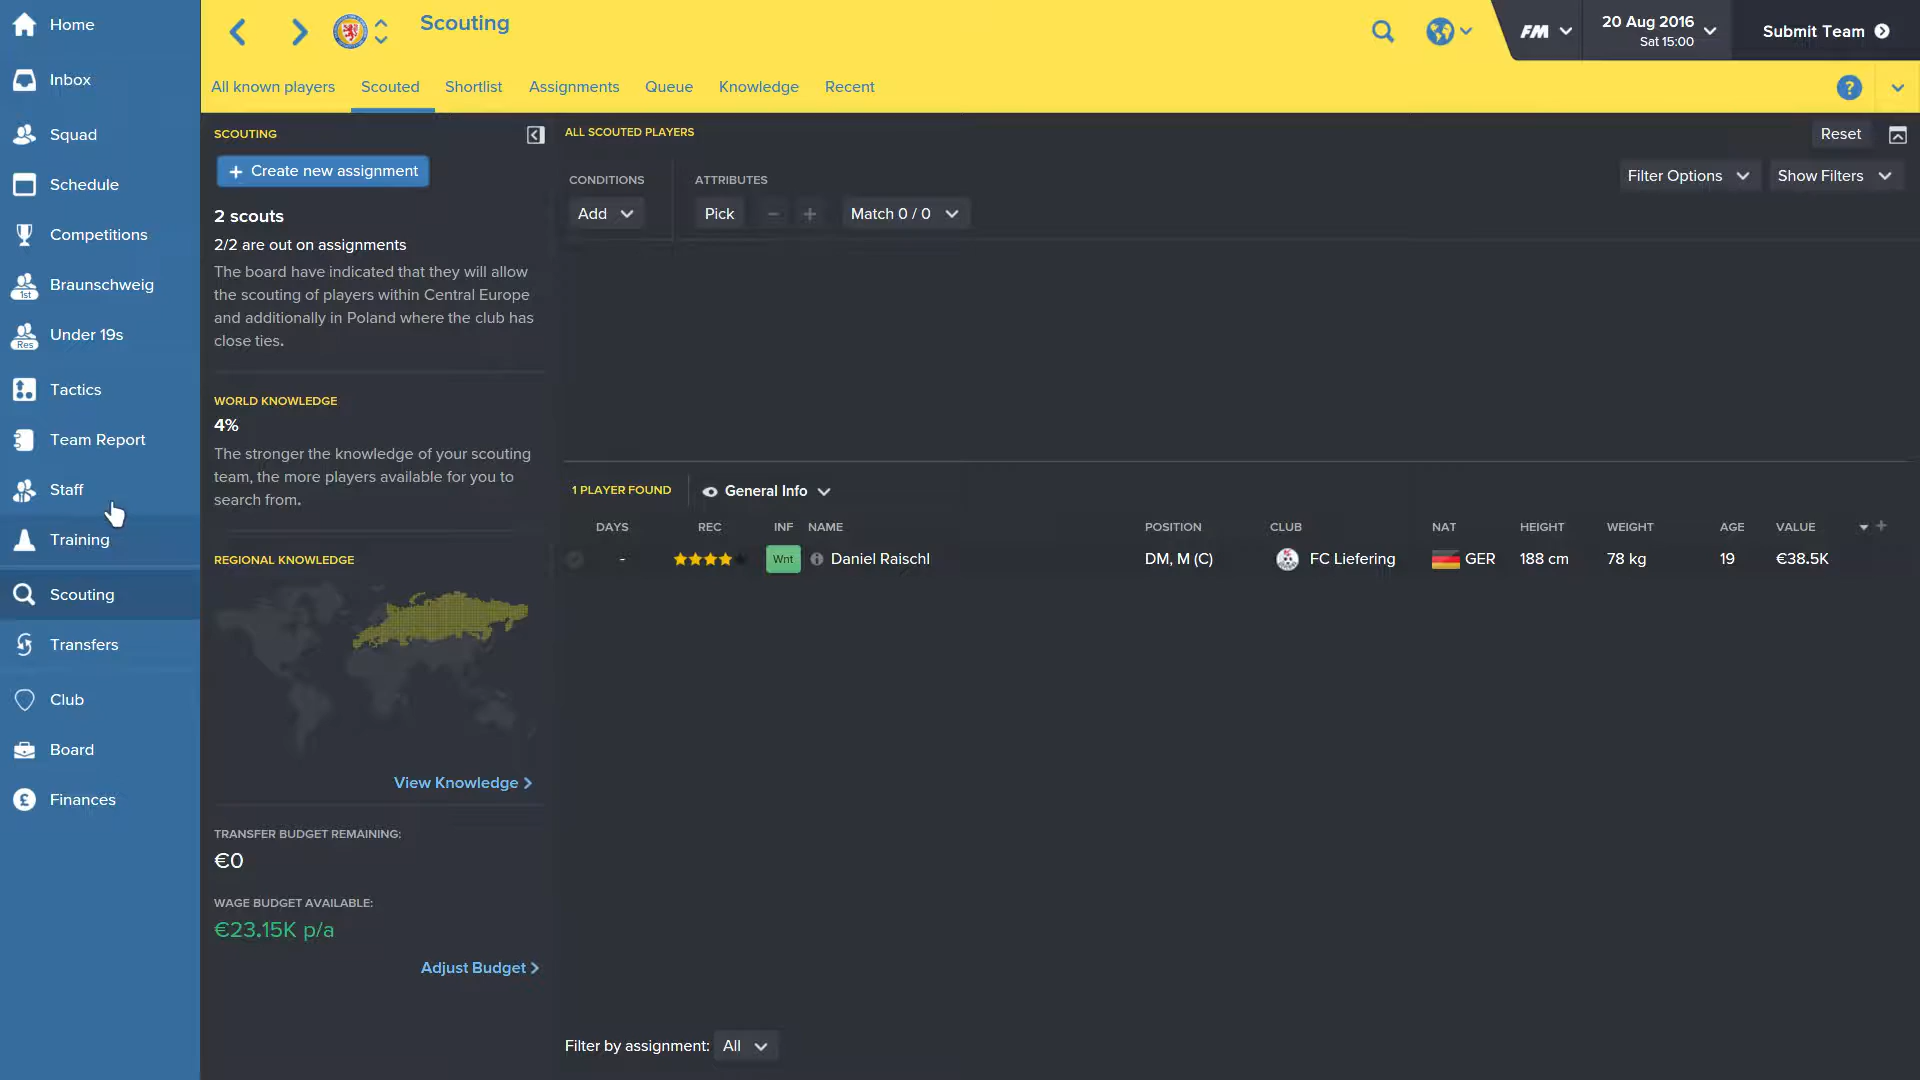 Home
Inbox
Squad
Schedule
Competitions
1st
Braunschweig
Res
Under 19s
Tactics
Team Report
Staff
Training
Scouting
Transfers
Club
Board
£
Finances
Scouting
FM
20 Aug 2016
Sat 15:00
Submit Team
All known players
Scouted
Shortlist
Assignments
Queue
Knowledge
Recent
?
SCOUTING
+ Create new assignment
2 scouts
2/2 are out on assignments
The board have indicated that they will allow
the scouting of players within Central Europe
and additionally in Poland where the club has
close ties.
WORLD KNOWLEDGE
4%
The stronger the knowledge of your scouting
team, the more players available for you to
search from.
REGIONAL KNOWLEDGE
View Knowledge >
TRANSFER BUDGET REMAINING:
€0
WAGE BUDGET AVAILABLE:
€23.15K p/a
Adjust Budget >
ALL SCOUTED PLAYERS
Reset
CONDITIONS
ATTRIBUTES
Filter Options
Show Filters
Add
Pick
− +
Match 0 / 0
1 PLAYER FOUND
General Info
DAYS REC INF NAME POSITION CLUB NAT HEIGHT WEIGHT AGE VALUE +
- Wnt Daniel Raischl DM, M (C) FC Liefering GER 188 cm 78 kg 19 €38.5K
Filter by assignment: All